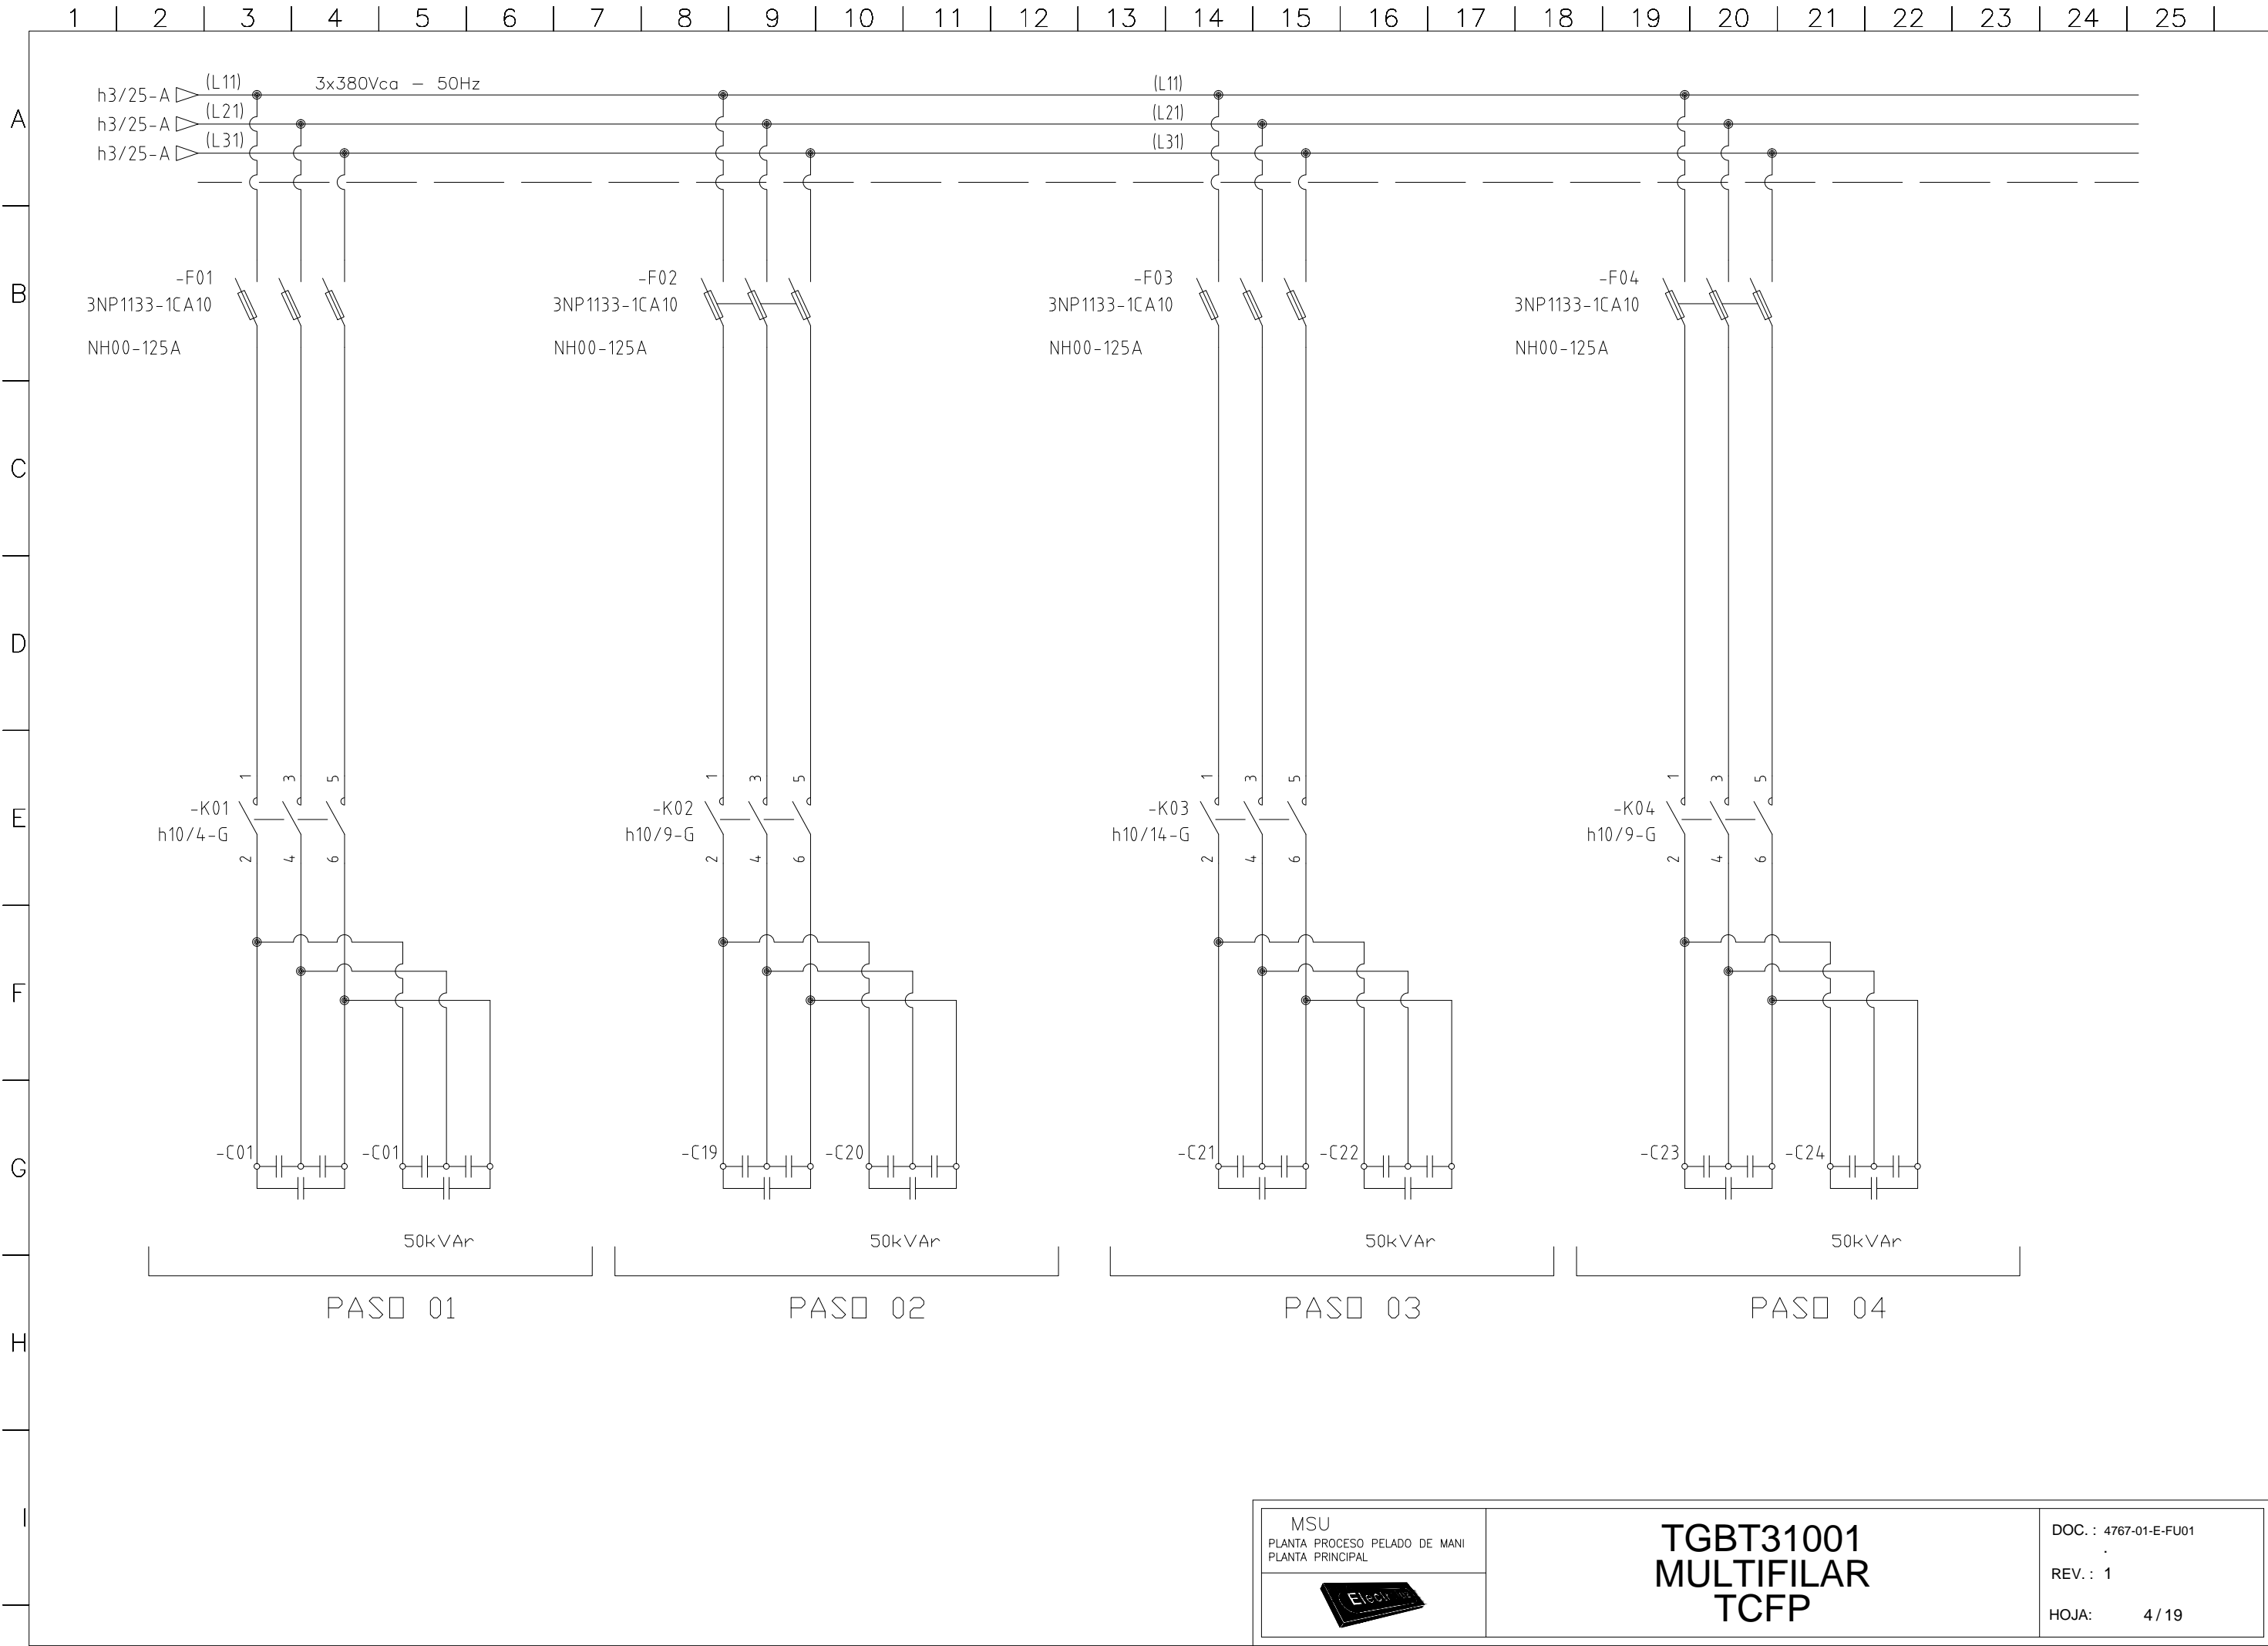 1 2 3 4 5 6 7 8 9 10 11 12 13 14 15 16 17 18 19 20 21 22 23 24 25
A
B
C
D
E
F
G
H
I
h3/25-A (L11) 3x380Vca - 50Hz (L11)
h3/25-A (L21) (L21)
h3/25-A (L31) (L31)
-F01 -F02 -F03 -F04
3NP1133-1CA10 3NP1133-1CA10 3NP1133-1CA10 3NP1133-1CA10
NH00-125A NH00-125A NH00-125A NH00-125A
1 3 5 1 3 5 1 3 5 1 3 5
-K01 -K02 -K03 -K04
h10/4-G h10/9-G h10/14-G h10/9-G
2 4 6 2 4 6 2 4 6 2 4 6
-C01 -C01 -C19 -C20 -C21 -C22 -C23 -C24
50kVAr 50kVAr 50kVAr 50kVAr
PASO 01 PASO 02 PASO 03 PASO 04
MSU
PLANTA PROCESO PELADO DE MANI
PLANTA PRINCIPAL
TGBT31001
MULTIFILAR
TCFP
DOC. : 4767-01-E-FU01
.
REV. : 1
HOJA: 4 / 19